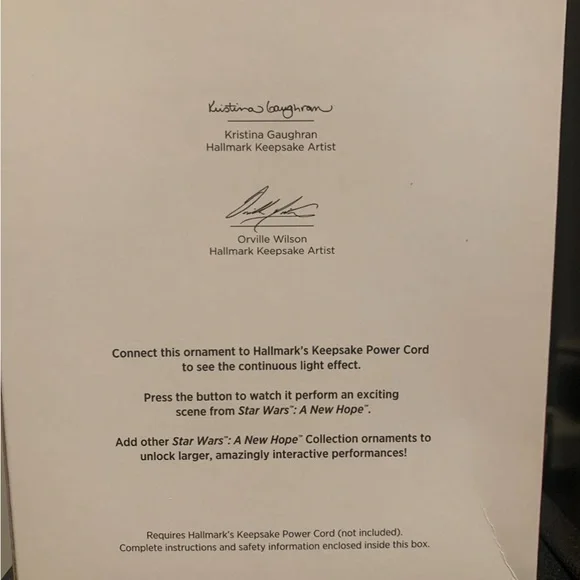 Kristina Gaughran
Kristina Gaughran
Hallmark Keepsake Artist
Orville Wilson
Hallmark Keepsake Artist
Connect this ornament to Hallmark's Keepsake Power Cord
to see the continuous light effect.
Press the button to watch it perform an exciting
scene from Star Wars™: A New Hope™.
Add other Star Wars™: A New Hope™ Collection ornaments to
unlock larger, amazingly interactive performances!
Requires Hallmark's Keepsake Power Cord (not included).
Complete instructions and safety information enclosed inside this box.